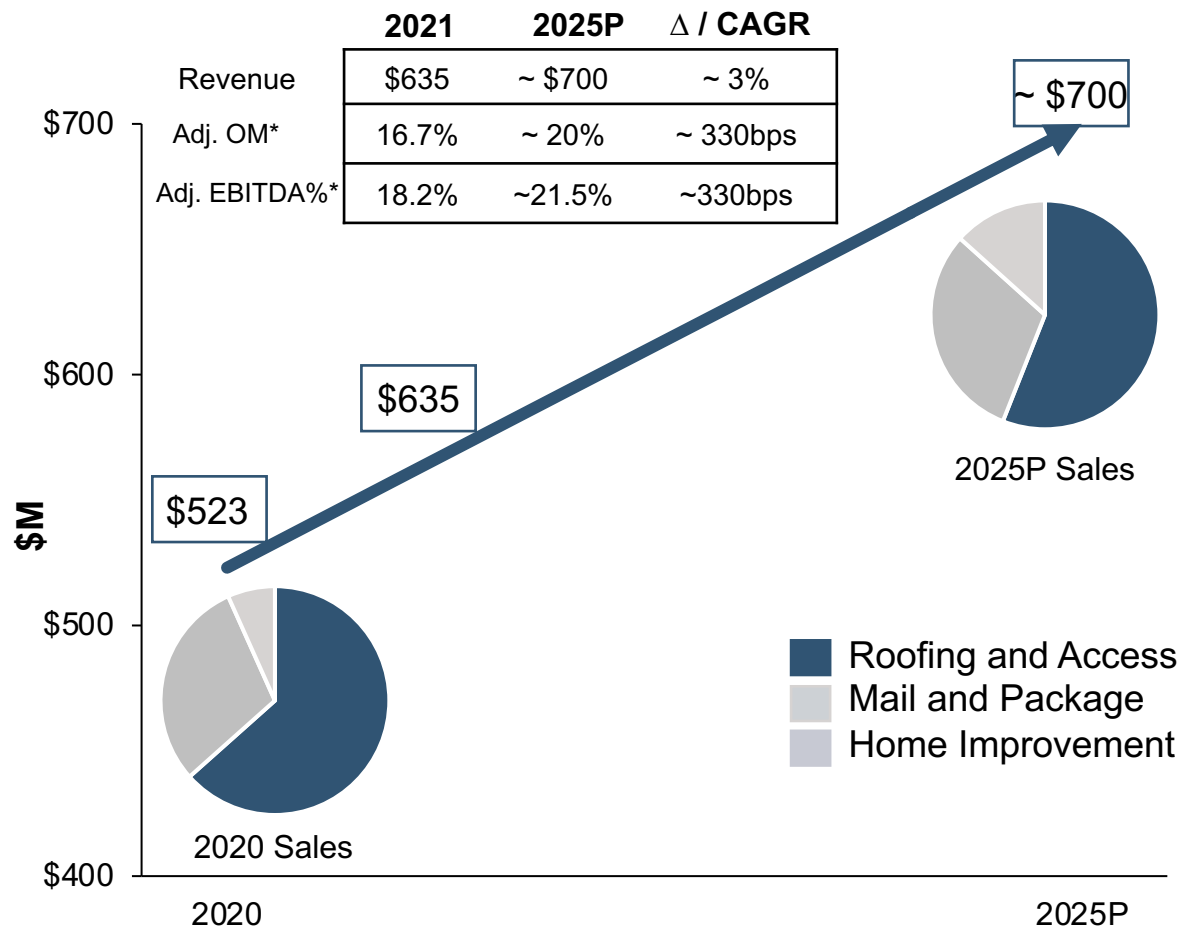 2021 2025P Δ / CAGR
Revenue $635 ~ $700 ~ 3%
Adj. OM* 16.7% ~ 20% ~ 330bps
Adj. EBITDA%* 18.2% ~21.5% ~330bps
~ $700
$700
$600
$635
2025P Sales
$523
$M
$500
Roofing and Access
Mail and Package
Home Improvement
2020 Sales
$400
2020 2025P